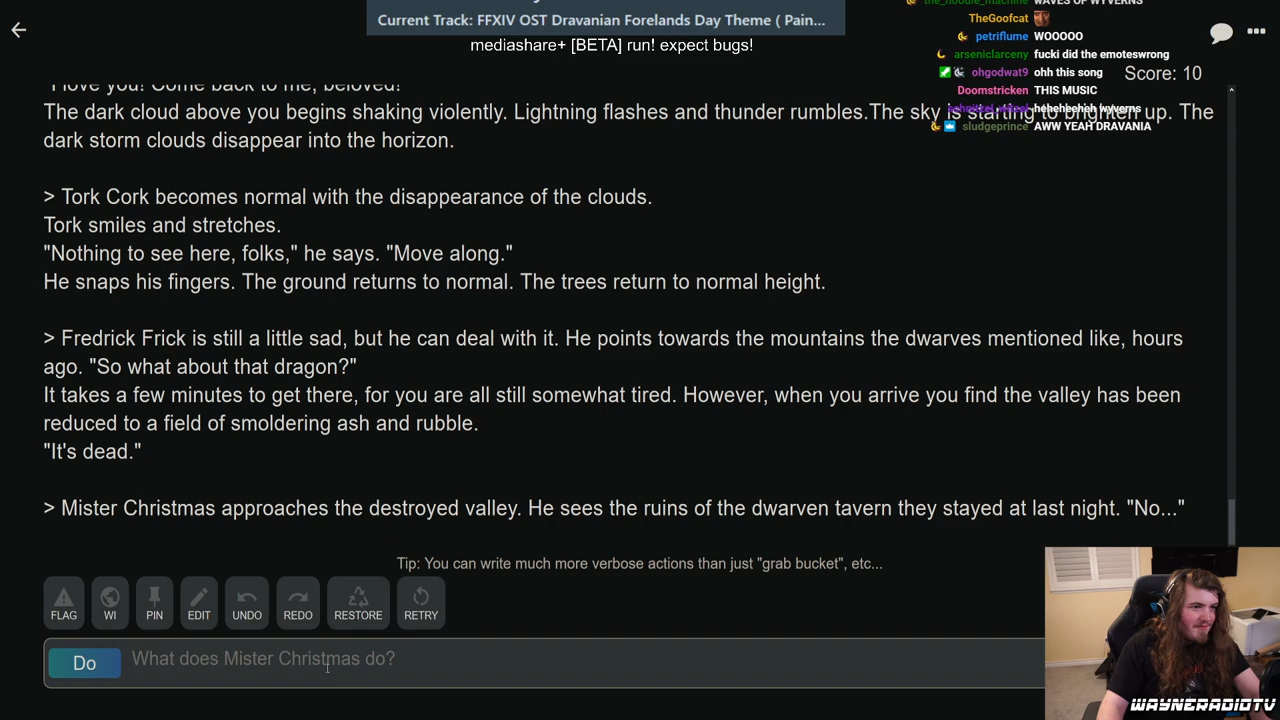 Current Track: FFXIV OST Dravanian Forelands Day Theme ( Pain...
mediashare+ [BETA] run! expect bugs!
the_noodle_machine WAVES OF WYVERNS
TheGoofcat
petriflume WOOOOO
arseniclarceny fucki did the emoteswrong
ohgodwat9 ohh this song
Doomstricken THIS MUSIC
heheheheh wyverns
sludgeprince AWW YEAH DRAVANIA
Score: 10
"I love you! Come back to me, beloved!"
The dark cloud above you begins shaking violently. Lightning flashes and thunder rumbles.The sky is starting to brighten up. The
dark storm clouds disappear into the horizon.
> Tork Cork becomes normal with the disappearance of the clouds.
Tork smiles and stretches.
"Nothing to see here, folks," he says. "Move along."
He snaps his fingers. The ground returns to normal. The trees return to normal height.
> Fredrick Frick is still a little sad, but he can deal with it. He points towards the mountains the dwarves mentioned like, hours
ago. "So what about that dragon?"
It takes a few minutes to get there, for you are all still somewhat tired. However, when you arrive you find the valley has been
reduced to a field of smoldering ash and rubble.
"It's dead."
> Mister Christmas approaches the destroyed valley. He sees the ruins of the dwarven tavern they stayed at last night. "No..."
Tip: You can write much more verbose actions than just "grab bucket", etc...
FLAG
WI
PIN
EDIT
UNDO
REDO
RESTORE
RETRY
Do
What does Mister Christmas do?
WAYNERADIOTV